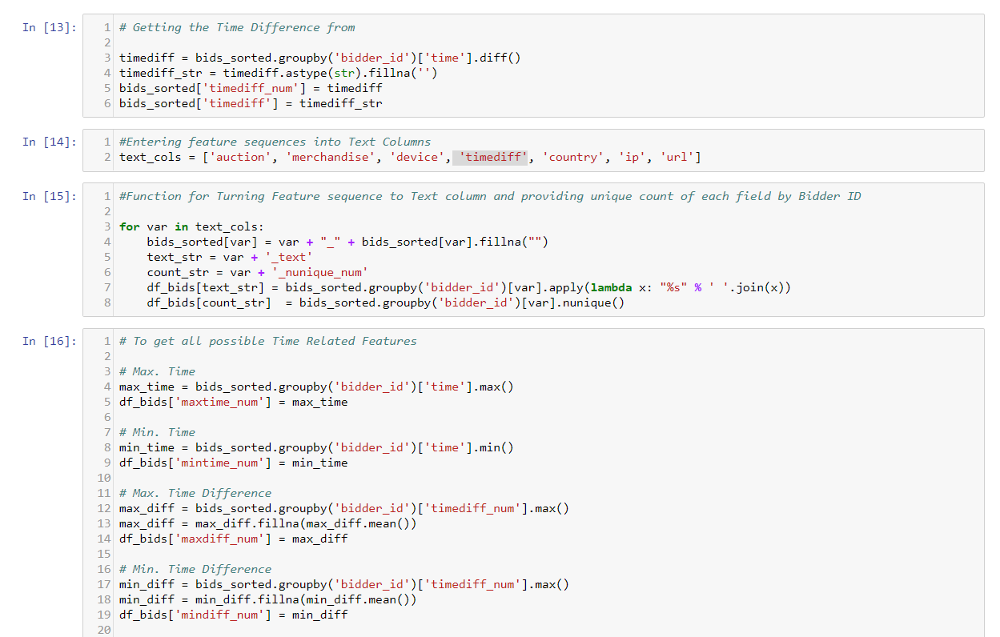 In [13]:
1 # Getting the Time Difference from
2
3 timediff = bids_sorted.groupby('bidder_id')['time'].diff()
4 timediff_str = timediff.astype(str).fillna('')
5 bids_sorted['timediff_num'] = timediff
6 bids_sorted['timediff'] = timediff_str
In [14]:
1 #Entering feature sequences into Text Columns
2 text_cols = ['auction', 'merchandise', 'device', 'timediff', 'country', 'ip', 'url']
In [15]:
1 #Function for Turning Feature sequence to Text column and providing unique count of each field by Bidder ID
2
3 for var in text_cols:
4     bids_sorted[var] = var + "_" + bids_sorted[var].fillna("")
5     text_str = var + '_text'
6     count_str = var + '_nunique_num'
7     df_bids[text_str] = bids_sorted.groupby('bidder_id')[var].apply(lambda x: "%s" % ' '.join(x))
8     df_bids[count_str]  = bids_sorted.groupby('bidder_id')[var].nunique()
In [16]:
1 # To get all possible Time Related Features
2
3 # Max. Time
4 max_time = bids_sorted.groupby('bidder_id')['time'].max()
5 df_bids['maxtime_num'] = max_time
6
7 # Min. Time
8 min_time = bids_sorted.groupby('bidder_id')['time'].min()
9 df_bids['mintime_num'] = min_time
10
11 # Max. Time Difference
12 max_diff = bids_sorted.groupby('bidder_id')['timediff_num'].max()
13 max_diff = max_diff.fillna(max_diff.mean())
14 df_bids['maxdiff_num'] = max_diff
15
16 # Min. Time Difference
17 min_diff = bids_sorted.groupby('bidder_id')['timediff_num'].max()
18 min_diff = min_diff.fillna(min_diff.mean())
19 df_bids['mindiff_num'] = min_diff
20